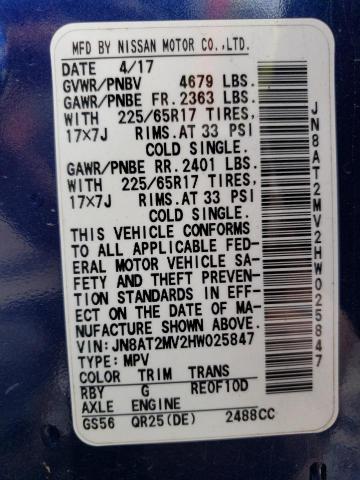 MFD BY NISSAN MOTOR CO.,LTD.
DATE 4/17
GVWR/PNBV 4679 LBS.
GAWR/PNBE FR.2363 LBS.
WITH 225/65R17 TIRES,
17×7J RIMS.AT 33 PSI
COLD SINGLE.
GAWR/PNBE RR.2401 LBS.
WITH 225/65R17 TIRES,
17×7J RIMS.AT 33 PSI
COLD SINGLE.
THIS VEHICLE CONFORMS
TO ALL APPLICABLE FED-
ERAL MOTOR VEHICLE SA-
FETY AND THEFT PREVEN-
TION STANDARDS IN EFF-
ECT ON THE DATE OF MA-
NUFACTURE SHOWN ABOVE.
VIN:JN8AT2MV2HW025847
TYPE:MPV
COLOR TRIM TRANS
RBY G RE0F10D
AXLE ENGINE
GS56 QR25(DE) 2488CC
JN8AT2MV2HW025847